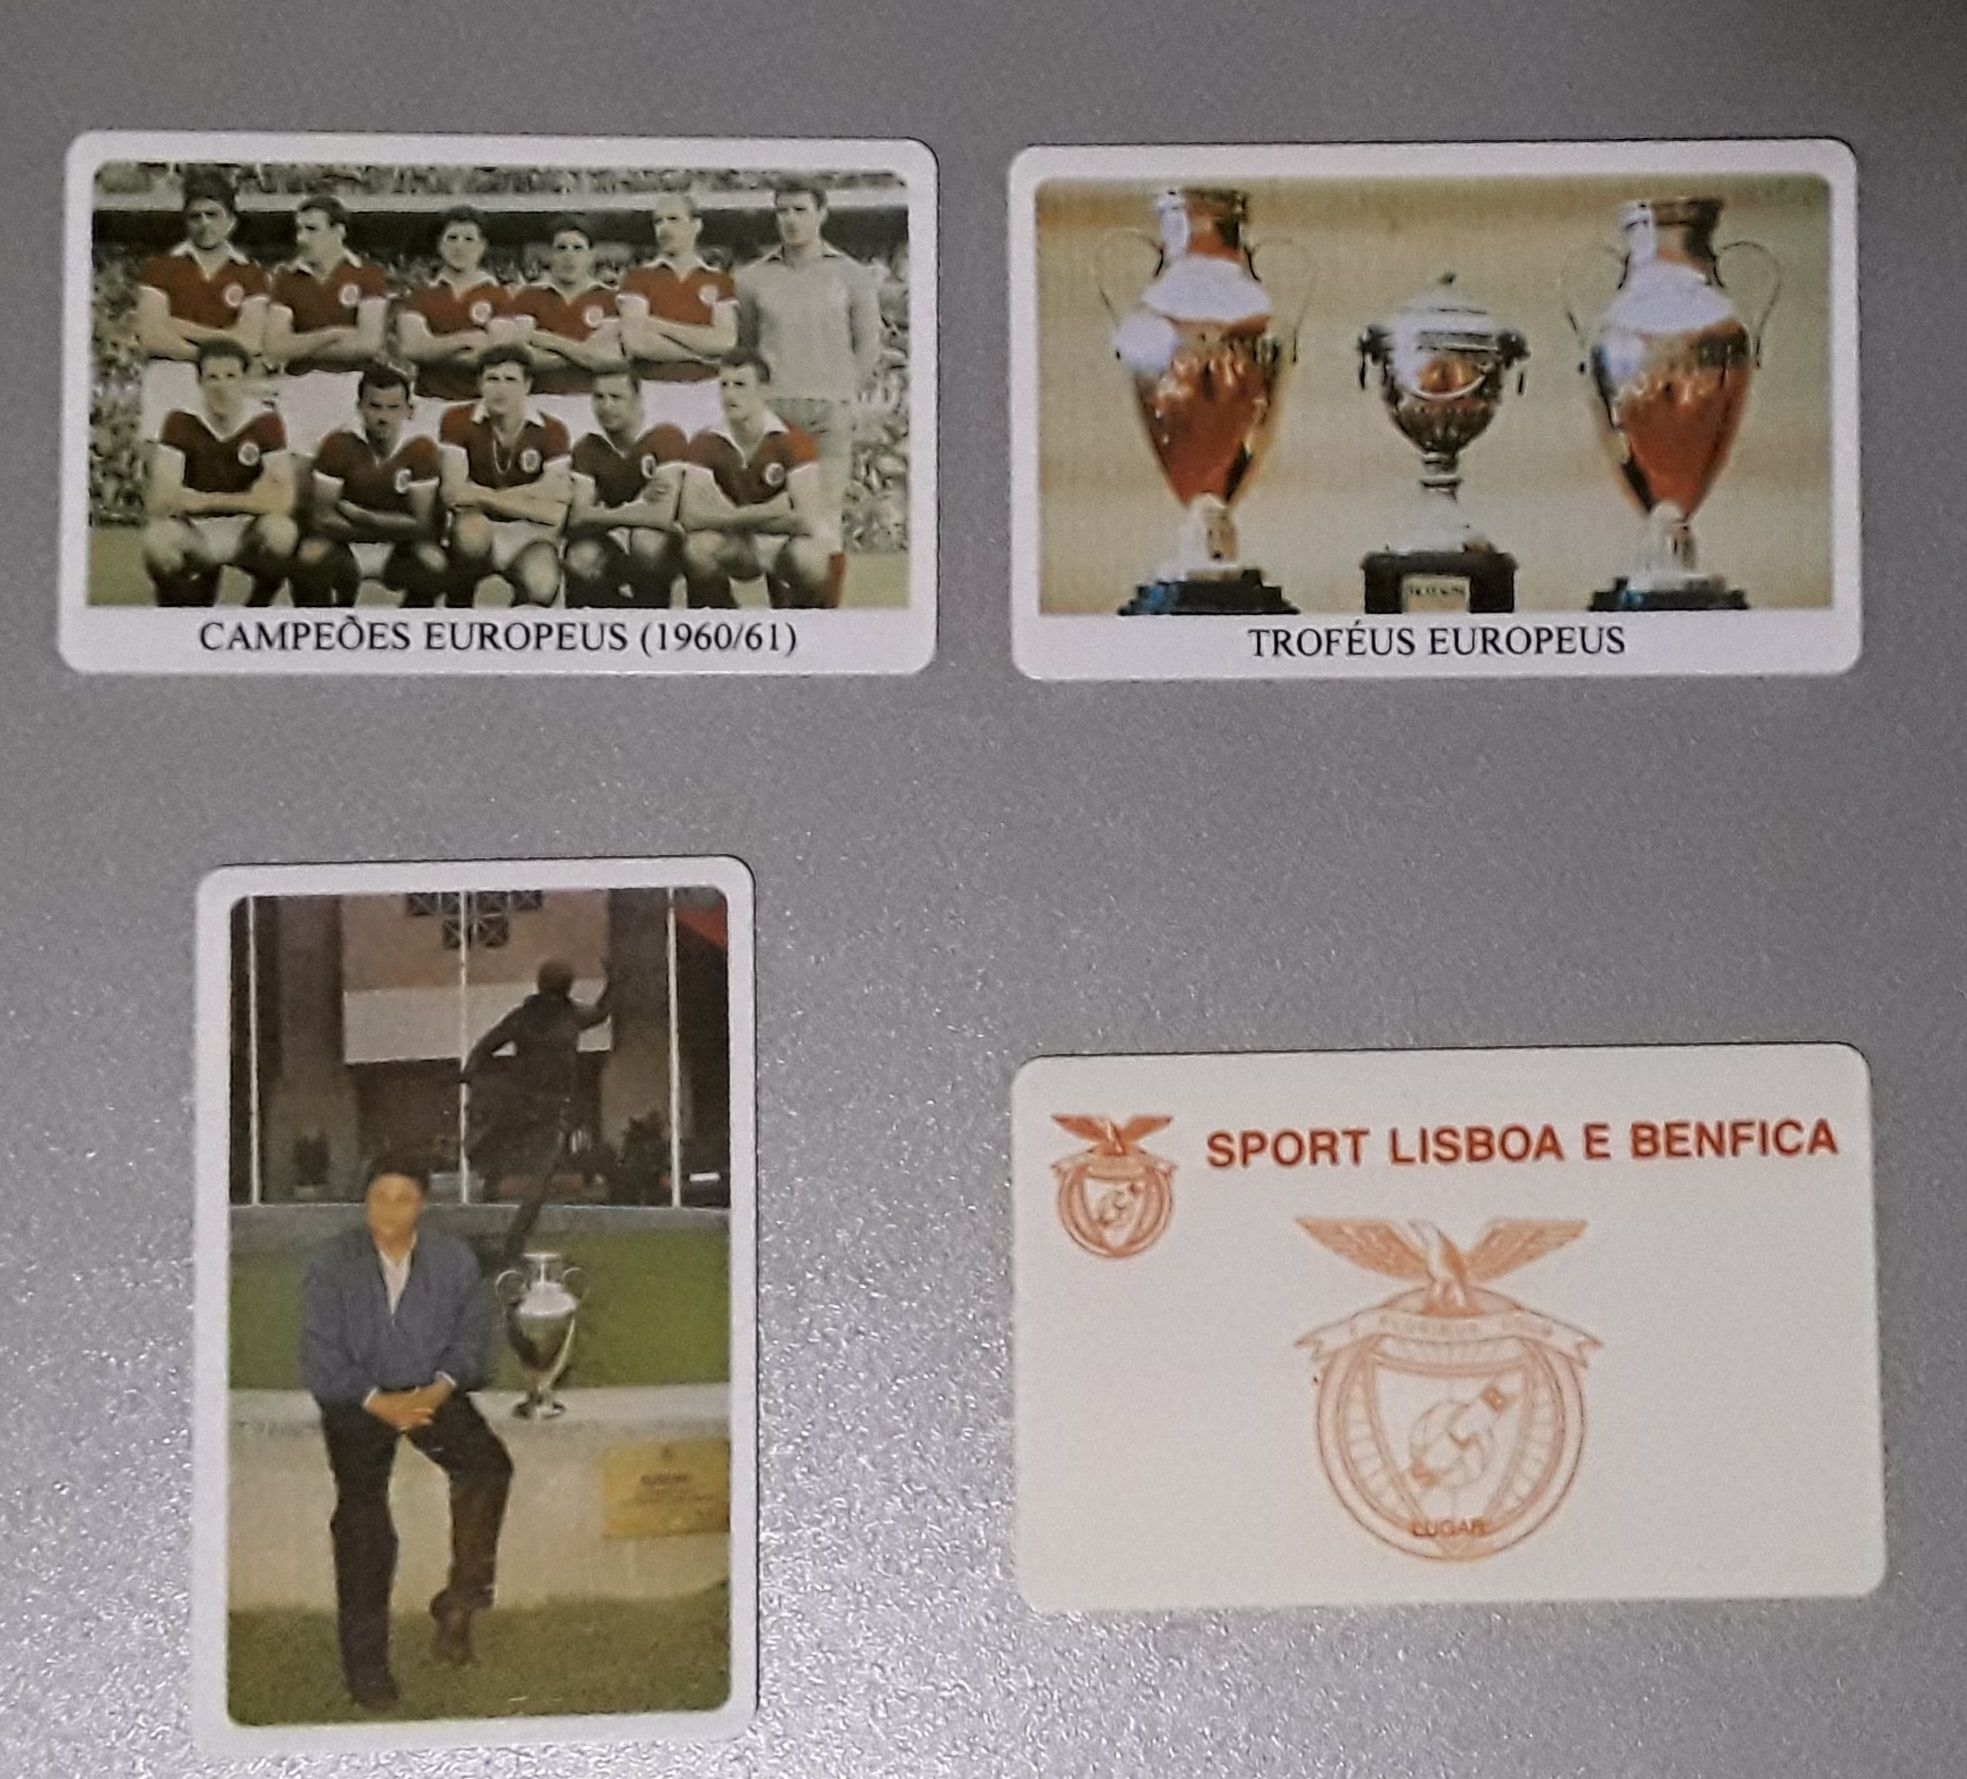 CAMPEÕES EUROPEUS (1960/61)
TROFÉUS EUROPEUS
SPORT LISBOA E BENFICA
LUGAR